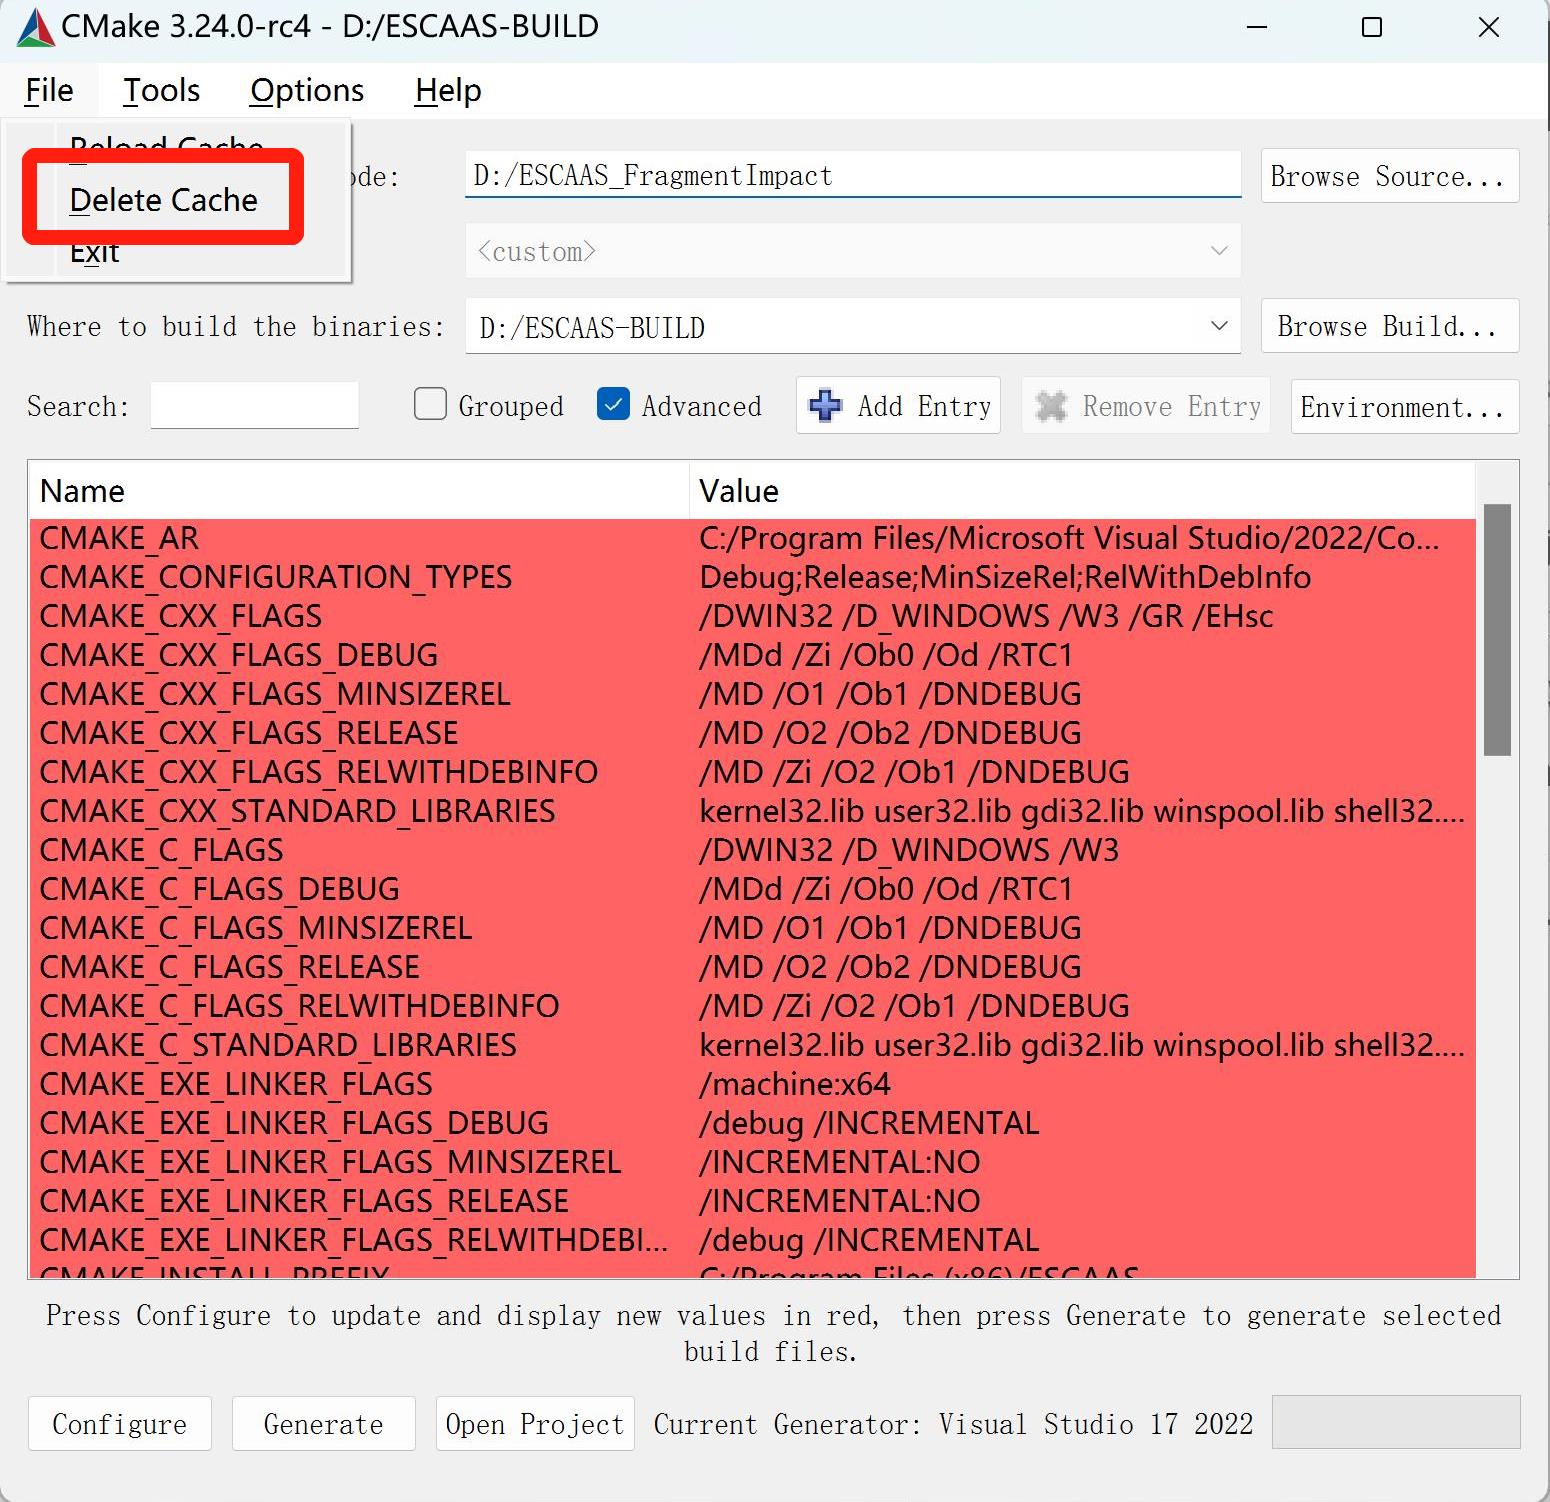 CMake 3.24.0-rc4 - D:/ESCAAS-BUILD
File Tools Options Help
Reload Cache
Delete Cache
Exit
ode: D:/ESCAAS_FragmentImpact Browse Source...
<custom>
Where to build the binaries: D:/ESCAAS-BUILD Browse Build...
Search: Grouped Advanced Add Entry Remove Entry Environment...
Name Value
CMAKE_AR C:/Program Files/Microsoft Visual Studio/2022/Co...
CMAKE_CONFIGURATION_TYPES Debug;Release;MinSizeRel;RelWithDebInfo
CMAKE_CXX_FLAGS /DWIN32 /D_WINDOWS /W3 /GR /EHsc
CMAKE_CXX_FLAGS_DEBUG /MDd /Zi /Ob0 /Od /RTC1
CMAKE_CXX_FLAGS_MINSIZEREL /MD /O1 /Ob1 /DNDEBUG
CMAKE_CXX_FLAGS_RELEASE /MD /O2 /Ob2 /DNDEBUG
CMAKE_CXX_FLAGS_RELWITHDEBINFO /MD /Zi /O2 /Ob1 /DNDEBUG
CMAKE_CXX_STANDARD_LIBRARIES kernel32.lib user32.lib gdi32.lib winspool.lib shell32....
CMAKE_C_FLAGS /DWIN32 /D_WINDOWS /W3
CMAKE_C_FLAGS_DEBUG /MDd /Zi /Ob0 /Od /RTC1
CMAKE_C_FLAGS_MINSIZEREL /MD /O1 /Ob1 /DNDEBUG
CMAKE_C_FLAGS_RELEASE /MD /O2 /Ob2 /DNDEBUG
CMAKE_C_FLAGS_RELWITHDEBINFO /MD /Zi /O2 /Ob1 /DNDEBUG
CMAKE_C_STANDARD_LIBRARIES kernel32.lib user32.lib gdi32.lib winspool.lib shell32....
CMAKE_EXE_LINKER_FLAGS /machine:x64
CMAKE_EXE_LINKER_FLAGS_DEBUG /debug /INCREMENTAL
CMAKE_EXE_LINKER_FLAGS_MINSIZEREL /INCREMENTAL:NO
CMAKE_EXE_LINKER_FLAGS_RELEASE /INCREMENTAL:NO
CMAKE_EXE_LINKER_FLAGS_RELWITHDEBI... /debug /INCREMENTAL
CMAKE_INSTALL_PREFIX C:/Program Files (x86)/ESCAAS
Press Configure to update and display new values in red, then press Generate to generate selected
build files.
Configure Generate Open Project Current Generator: Visual Studio 17 2022